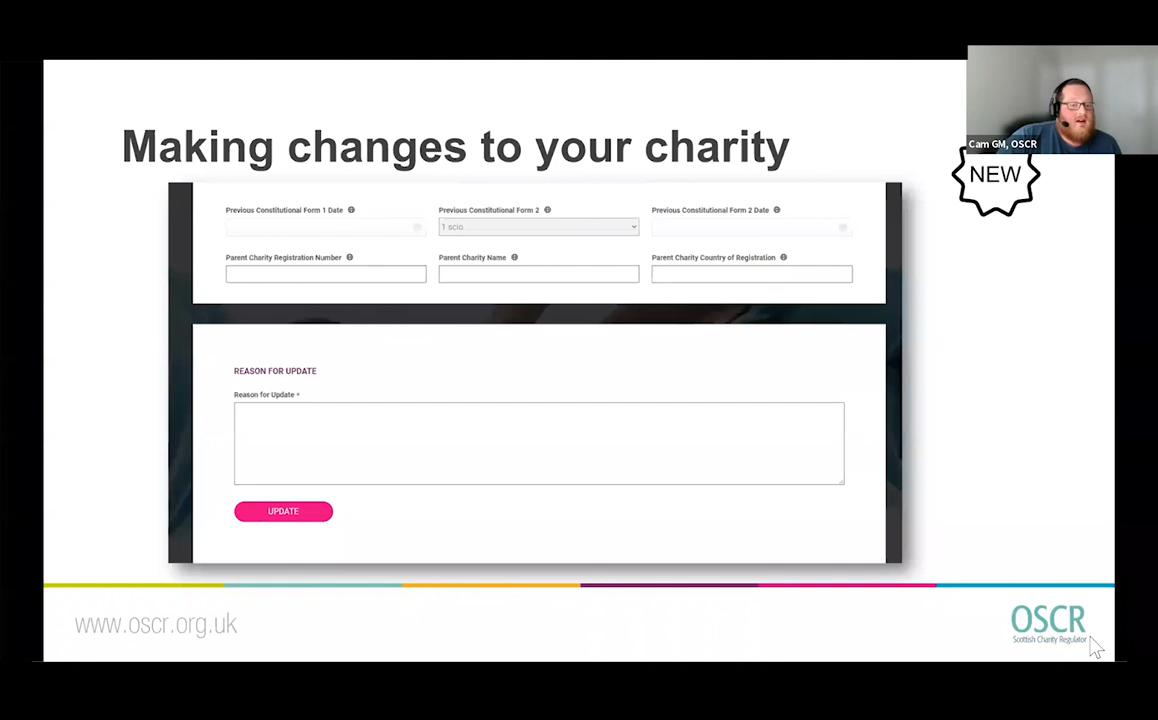 Making changes to your charity
Cam GM, OSCR
NEW
Previous Constitutional Form 1 Date
Previous Constitutional Form 2
Previous Constitutional Form 2 Date
1 scio
Parent Charity Registration Number
Parent Charity Name
Parent Charity Country of Registration
REASON FOR UPDATE
Reason for Update *
UPDATE
www.oscr.org.uk
OSCR
Scottish Charity Regulator